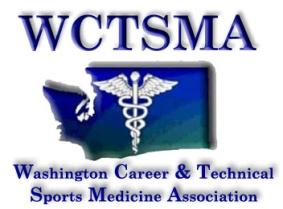 WCTSMA
Washington Career & Technical
Sports Medicine Association